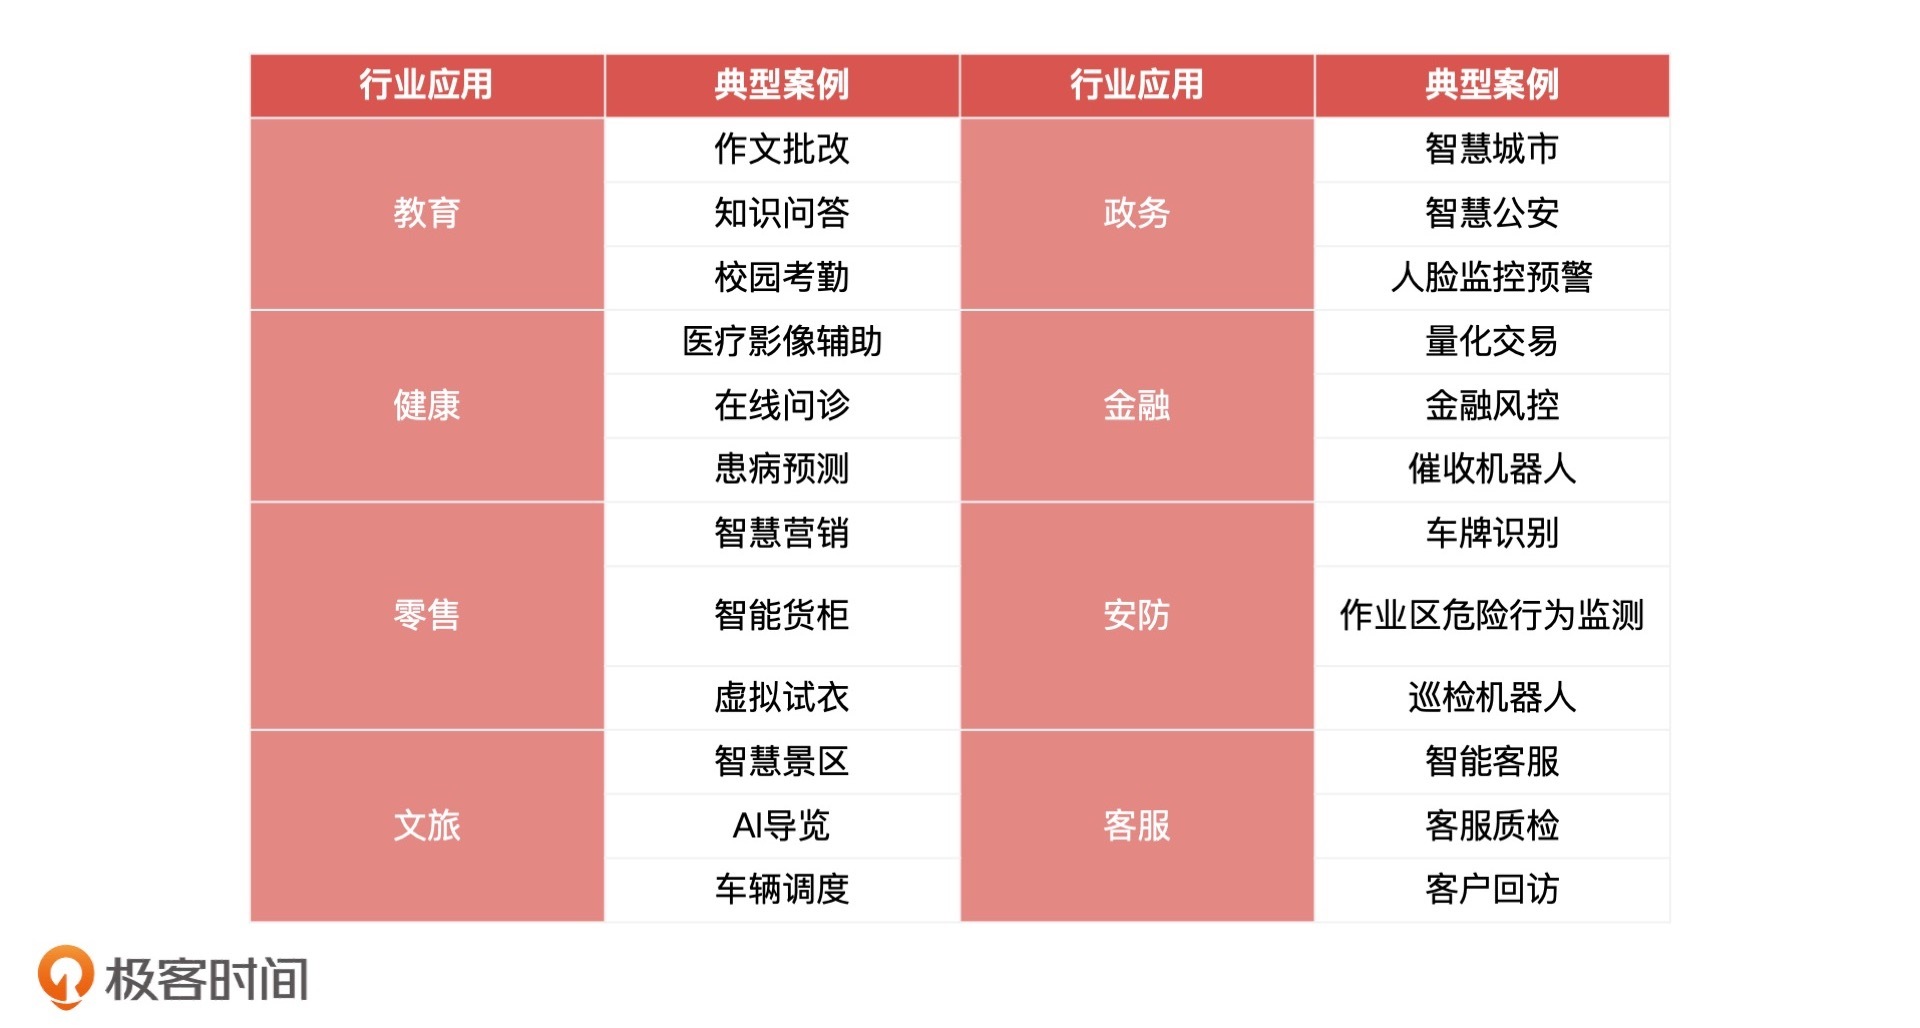 行业应用 典型案例 行业应用 典型案例
教育 作文批改 政务 智慧城市
知识问答 智慧公安
校园考勤 人脸监控预警
健康 医疗影像辅助 金融 量化交易
在线问诊 金融风控
患病预测 催收机器人
零售 智慧营销 安防 车牌识别
智能货柜 作业区危险行为监测
虚拟试衣 巡检机器人
文旅 智慧景区 客服 智能客服
AI导览 客服质检
车辆调度 客户回访
极客时间